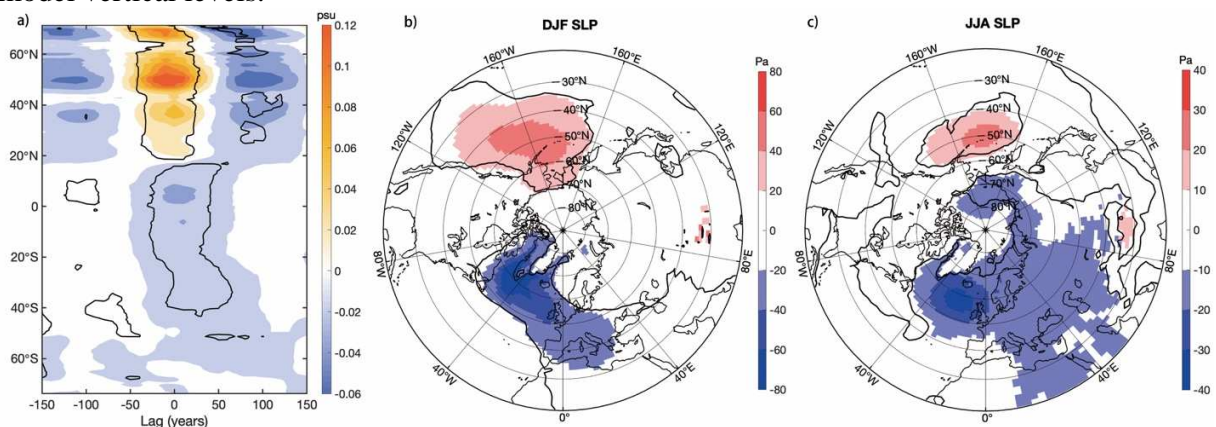 model vertical levels.
a)
psu
60°N
40°N
20°N
0
20°S
40°S
60°S
-150 -100 -50 0 50 100 150
Lag (years)
0.12
0.1
0.08
0.06
0.04
0.02
0
-0.02
-0.04
-0.06
b)
DJF SLP
160°W
160°E
120°W
120°E
80°W
80°E
40°W
40°E
0°
30°N
40°N
50°N
60°N
70°N
80°N
Pa
80
60
40
20
0
-20
-40
-60
-80
c)
JJA SLP
160°W
160°E
120°W
120°E
80°W
80°E
40°W
40°E
0°
30°N
40°N
50°N
60°N
70°N
80°N
Pa
40
30
20
10
0
-10
-20
-30
-40